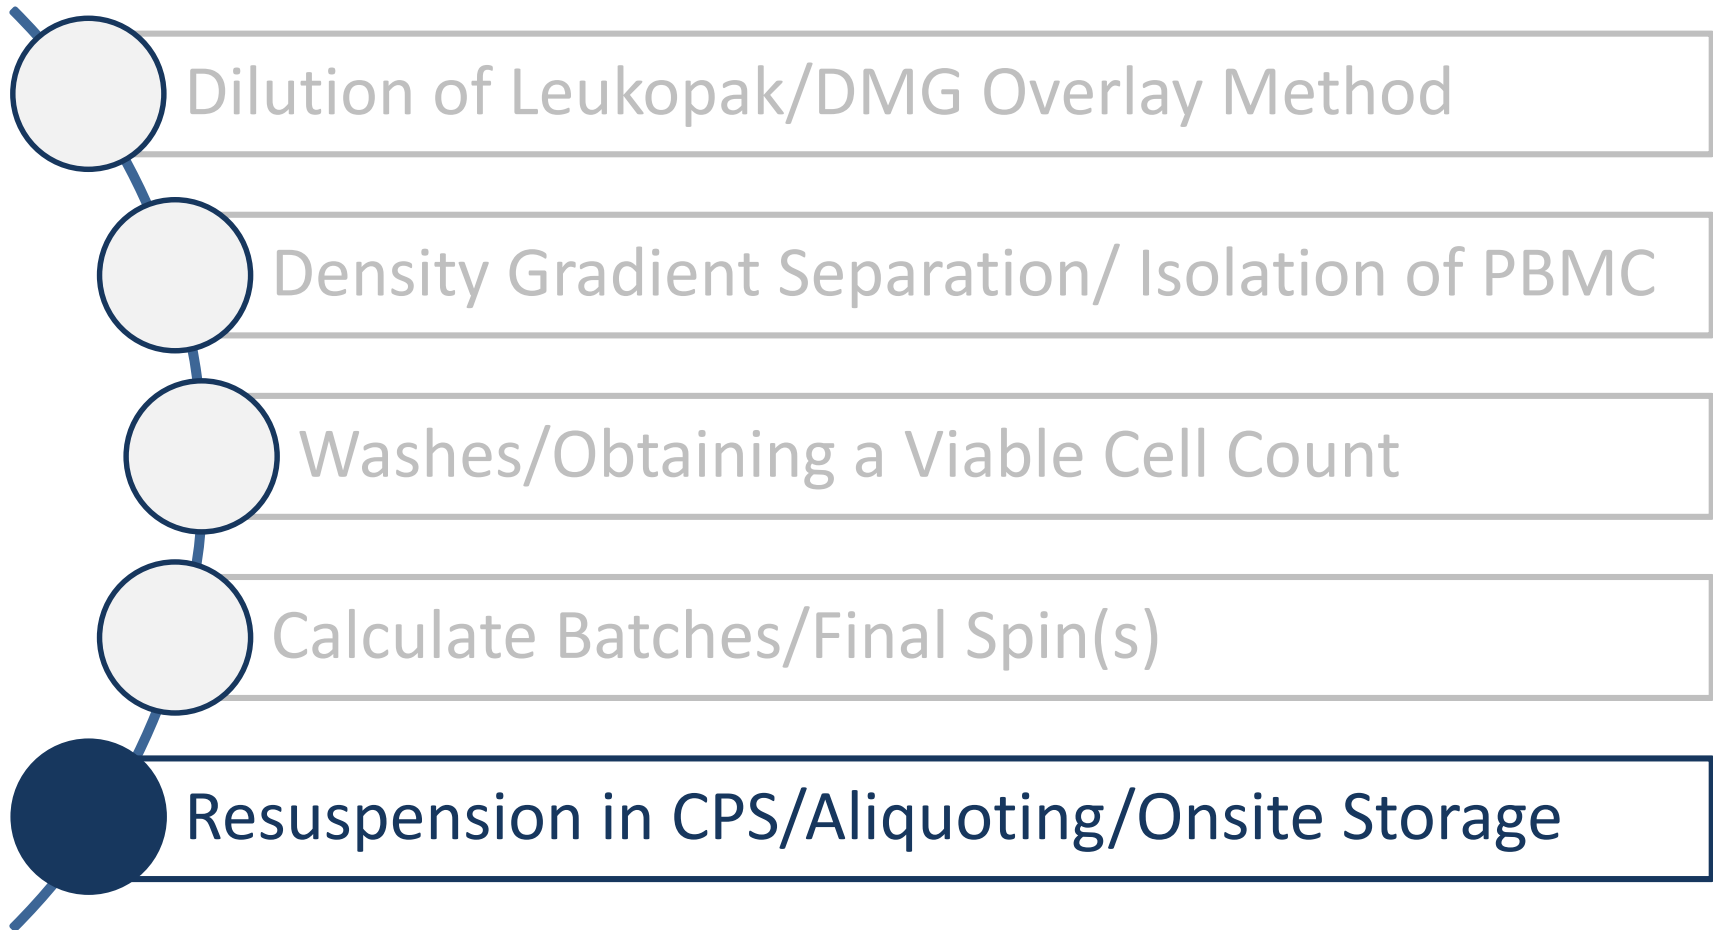 Dilution of Leukopak/DMG Overlay Method
Density Gradient Separation/ Isolation of PBMC
Washes/Obtaining a Viable Cell Count
Calculate Batches/Final Spin(s)
Resuspension in CPS/Aliquoting/Onsite Storage